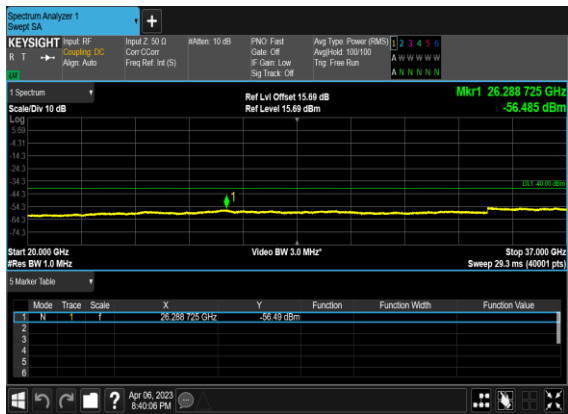 Spectrum Analyzer 1
Swept SA
KEYSIGHT Input: RF Input Z: 50 Ω #Atten: 10 dB PNO: Fast Avg Type: Power (RMS) 1 2 3 4 5 6
R T Coupling: DC Corr CCorr Gate: Off Avg|Hold: 100/100 A W W W W W
Align: Auto Freq Ref: Int (S) IF Gain: Low Trig: Free Run
Sig Track: Off A N N N N N
LW
1 Spectrum Ref Lvl Offset 15.69 dB Mkr1 26.288 725 GHz
Scale/Div 10 dB Ref Level 15.69 dBm -56.485 dBm
Log
5.69
-4.31
-14.3
-24.3
-34.3
DL1 -40.00 dBm
-44.3
1
-54.3
-64.3
-74.3
Start 20.000 GHz Video BW 3.0 MHz* Stop 37.000 GHz
#Res BW 1.0 MHz Sweep 29.3 ms (40001 pts)
5 Marker Table
Mode Trace Scale X Y Function Function Width Function Value
1 N 1 f 26.288 725 GHz -56.49 dBm
2
3
4
5
6
? Apr 06, 2023
8:40:06 PM